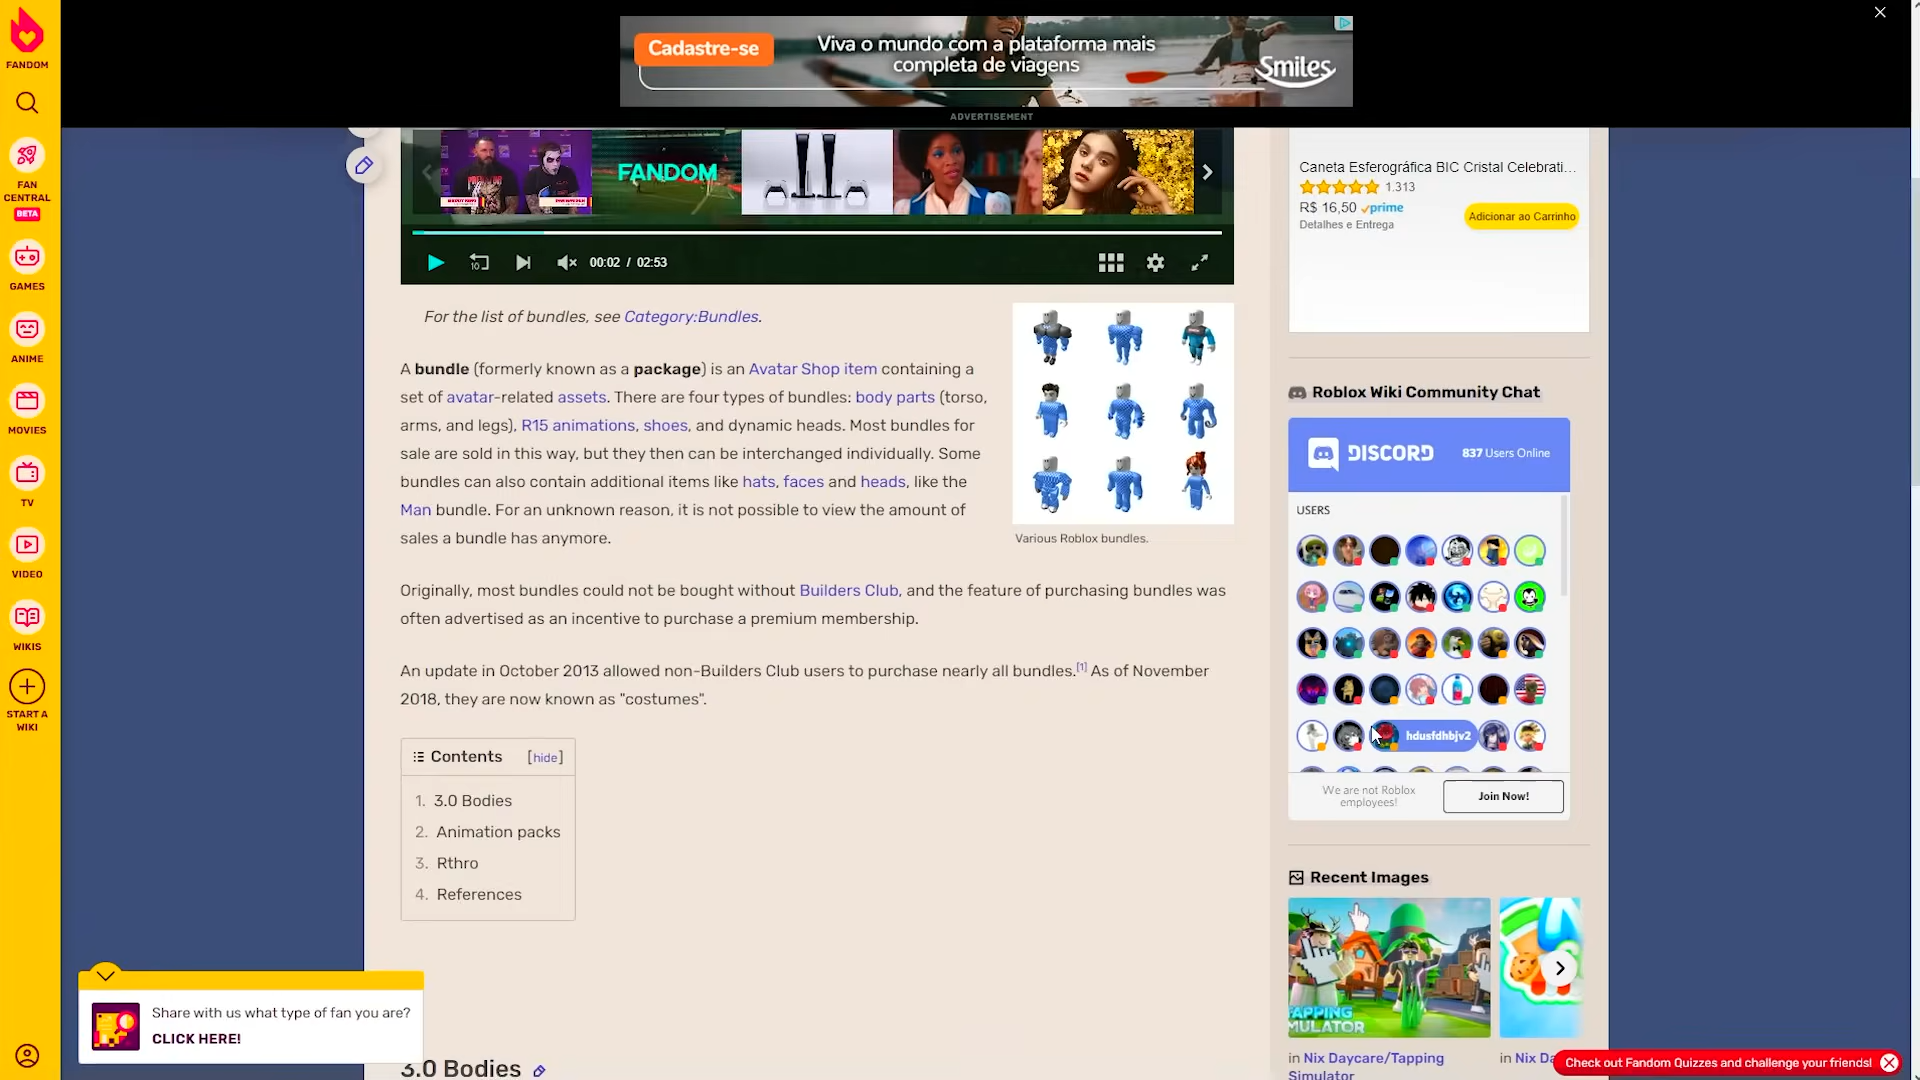 FANDOM
FAN
CENTRAL
BETA
GAMES
ANIME
MOVIES
TV
VIDEO
WIKIS
START A
WIKI
Cadastre-se
Viva o mundo com a plataforma mais
completa de viagens
Smiles
ADVERTISEMENT
FANDOM
10
00:02 / 02:53
For the list of bundles, see Category:Bundles.
A bundle (formerly known as a package) is an Avatar Shop item containing a
set of avatar-related assets. There are four types of bundles: body parts (torso,
arms, and legs), R15 animations, shoes, and dynamic heads. Most bundles for
sale are sold in this way, but they then can be interchanged individually. Some
bundles can also contain additional items like hats, faces and heads, like the
Man bundle. For an unknown reason, it is not possible to view the amount of
sales a bundle has anymore.
Various Roblox bundles.
Originally, most bundles could not be bought without Builders Club, and the feature of purchasing bundles was
often advertised as an incentive to purchase a premium membership.
An update in October 2013 allowed non-Builders Club users to purchase nearly all bundles.[1] As of November
2018, they are now known as "costumes".
Contents [hide]
1. 3.0 Bodies
2. Animation packs
3. Rthro
4. References
3.0 Bodies
Share with us what type of fan you are?
CLICK HERE!
Caneta Esferográfica BIC Cristal Celebrati...
1.313
R$ 16,50 prime
Detalhes e Entrega
Adicionar ao Carrinho
Roblox Wiki Community Chat
DISCORD
837 Users Online
USERS
hdusfdhbjv2
We are not Roblox
employees!
Join Now!
Recent Images
TAPPING
MULATOR
in Nix Daycare/Tapping
Simulator
in Nix Da
Check out Fandom Quizzes and challenge your friends!